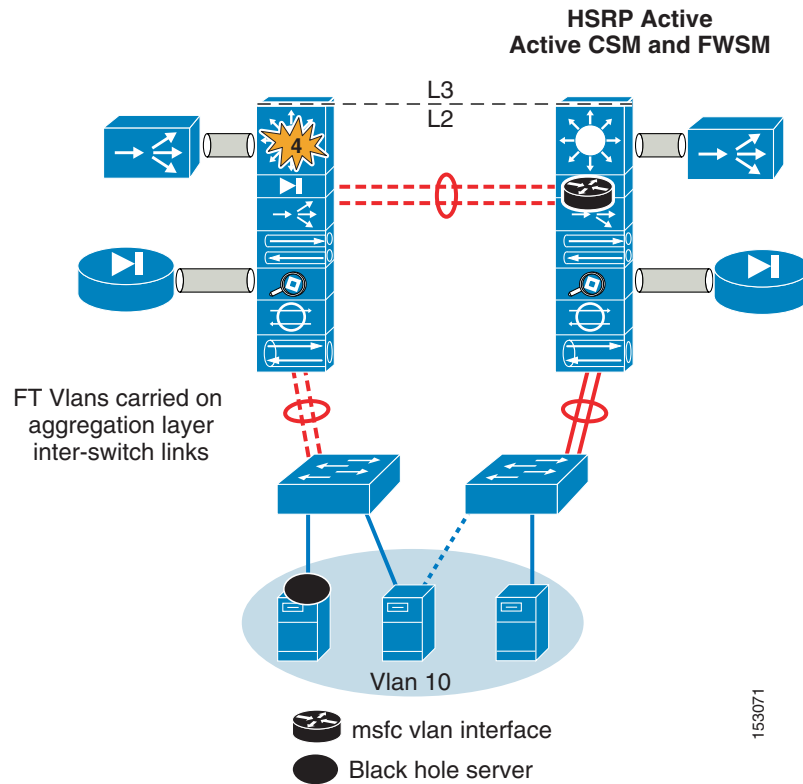 HSRP Active
Active CSM and FWSM
L3
L2
4
FT Vlans carried on
aggregation layer
inter-switch links
Vlan 10
msfc vlan interface
Black hole server
153071